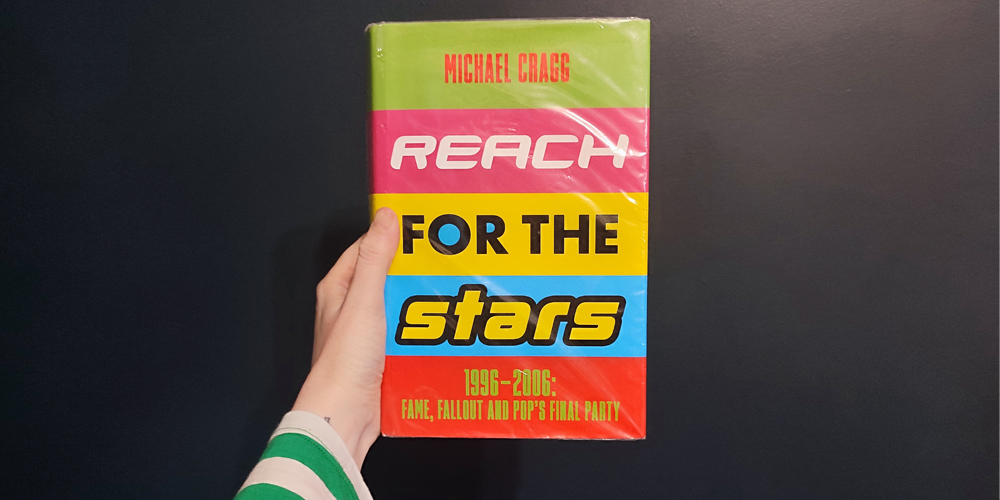 MICHAEL CRAGG
REACH
FOR THE
stars
1996–2006:
FAME, FALLOUT AND POP'S FINAL PARTY